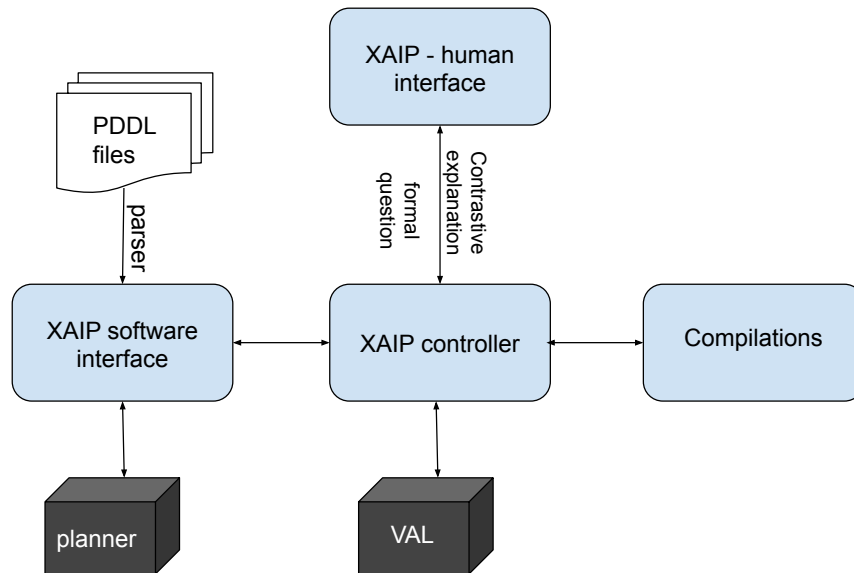 XAIP - human
interface
PDDL
files
parser
formal
question
Contrastive
explanation
XAIP software
interface
XAIP controller
Compilations
planner
VAL